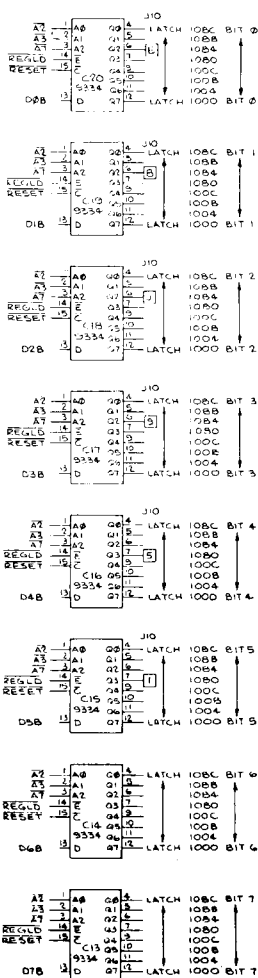 J10
A2 1 A0 Q0 4 LATCH 108C BIT 0
A3 2 A1 Q1 5 1088
A7 3 A2 Q2 6 1084
REGLD 14 E Q3 7 1080
RESET 15 C Q4 9 100C
C20 Q5 10 1008
9334 Q6 11 1004
D0B 13 D Q7 12 LATCH 1000 BIT 0
J10
A2 1 A0 Q0 4 LATCH 108C BIT 1
A3 2 A1 Q1 5 1088
A7 3 A2 Q2 6 8 1084
REGLD 14 E Q3 7 1080
RESET 15 C Q4 9 100C
C19 Q5 10 1008
9334 Q6 11 1004
D1B 13 D Q7 12 LATCH 1000 BIT 1
J10
A2 1 A0 Q0 4 LATCH 108C BIT 2
A3 2 A1 Q1 5 1088
A7 3 A2 Q2 6 1084
REGLD 14 E Q3 7 1080
RESET 15 C Q4 9 100C
C18 Q5 10 1008
9334 Q6 11 1004
D2B 13 D Q7 12 LATCH 1000 BIT 2
J10
A2 1 A0 Q0 4 LATCH 108C BIT 3
A3 2 A1 Q1 5 1088
A7 3 A2 Q2 6 9 1084
REGLD 14 E Q3 7 1080
RESET 15 C Q4 9 100C
C17 Q5 10 1008
9334 Q6 11 1004
D3B 13 D Q7 12 LATCH 1000 BIT 3
J10
A2 1 A0 Q0 4 LATCH 108C BIT 4
A3 2 A1 Q1 5 1088
A7 3 A2 Q2 6 1084
REGLD 14 E Q3 7 5 1080
RESET 15 C Q4 9 100C
C16 Q5 10 1008
9334 Q6 11 1004
D4B 13 D Q7 12 LATCH 1000 BIT 4
J10
A2 1 A0 Q0 4 LATCH 108C BIT 5
A3 2 A1 Q1 5 1088
A7 3 A2 Q2 6 1084
REGLD 14 E Q3 7 1080
RESET 15 C Q4 9 1 100C
C15 Q5 10 1008
9334 Q6 11 1004
D5B 13 D Q7 12 LATCH 1000 BIT 5
A2 1 A0 Q0 4 LATCH 108C BIT 6
A3 2 A1 Q1 5 1088
A7 3 A2 Q2 6 1084
REGLD 14 E Q3 7 1080
RESET 15 C Q4 9 100C
C14 Q5 10 1008
9334 Q6 11 1004
D6B 13 D Q7 12 LATCH 1000 BIT 6
A2 1 A0 Q0 4 LATCH 108C BIT 7
A3 2 A1 Q1 5 1088
A7 3 A2 Q2 6 1084
REGLD 14 E Q3 7 1080
RESET 15 C Q4 9 100C
C13 Q5 10 1008
9334 Q6 11 1004
D7B 13 D Q7 12 LATCH 1000 BIT 7